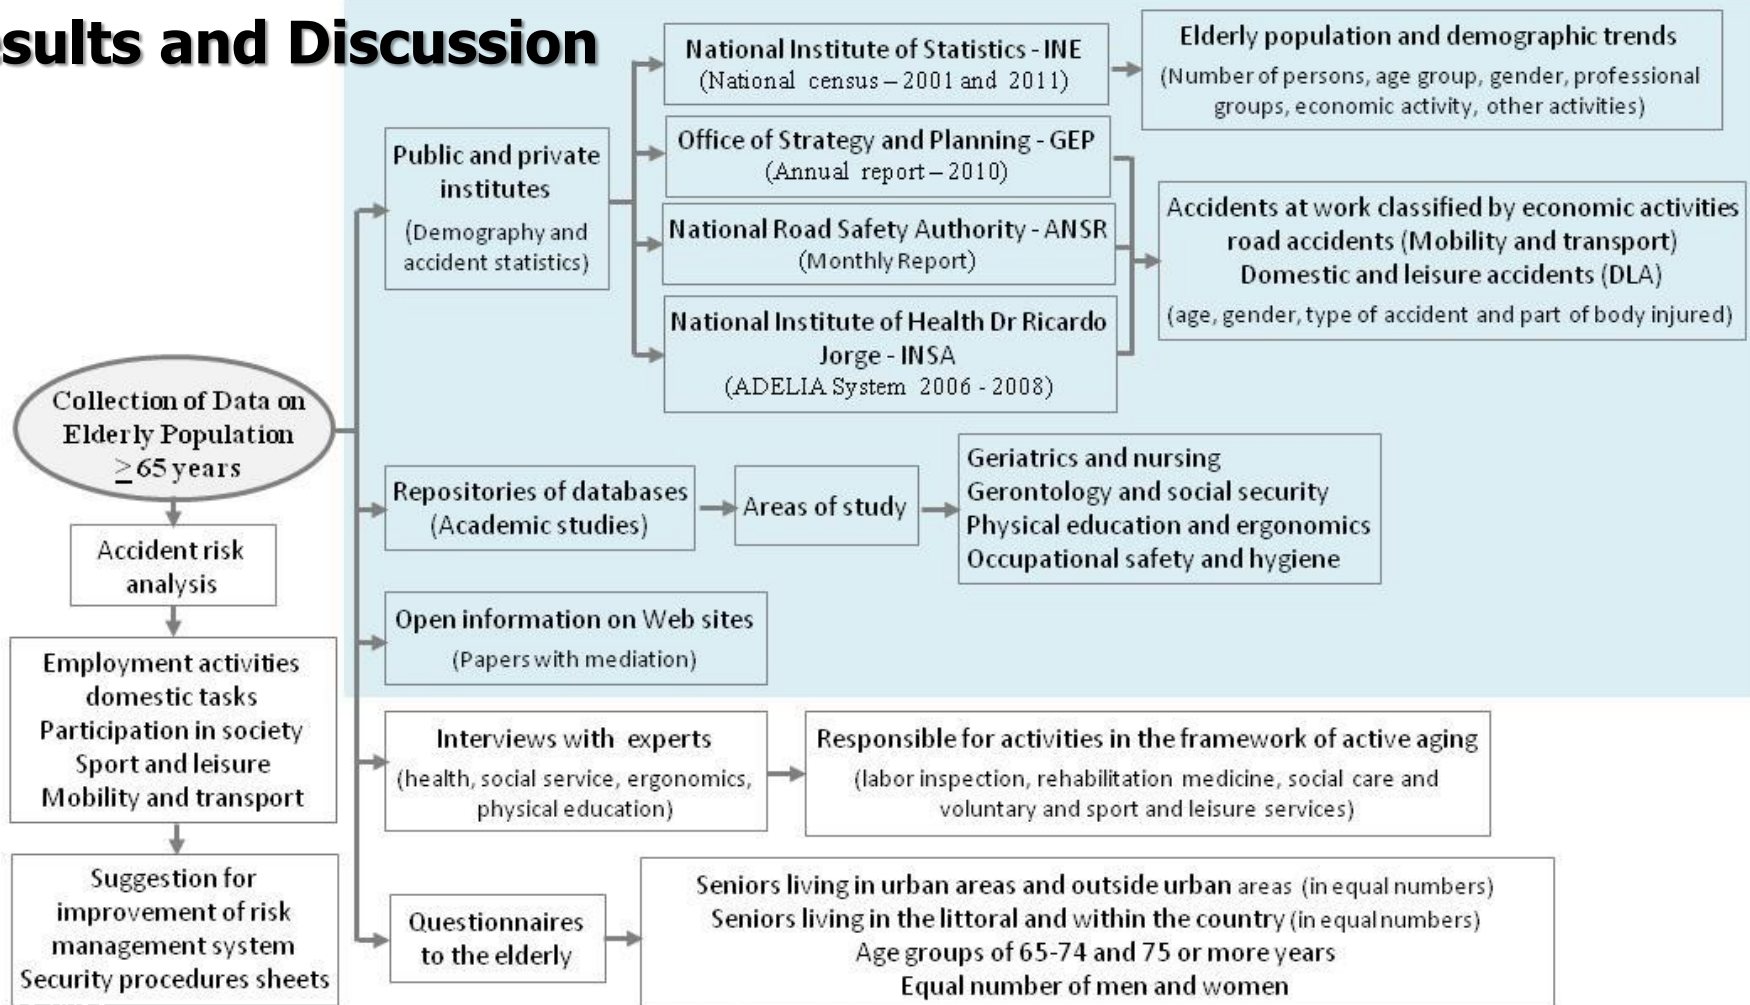 sults and Discussion
National Institute of Statistics - INE
(National census – 2001 and 2011)
Elderly population and demographic trends
(Number of persons, age group, gender, professional
groups, economic activity, other activities)
Public and private
institutes
(Demography and
accident statistics)
Office of Strategy and Planning - GEP
(Annual report – 2010)
National Road Safety Authority - ANSR
(Monthly Report)
National Institute of Health Dr Ricardo
Jorge - INSA
(ADELIA System 2006 - 2008)
Accidents at work classified by economic activities
road accidents (Mobility and transport)
Domestic and leisure accidents (DLA)
(age, gender, type of accident and part of body injured)
Collection of Data on
Elderly Population
≥ 65 years
Accident risk
analysis
Employment activities
domestic tasks
Participation in society
Sport and leisure
Mobility and transport
Suggestion for
improvement of risk
management system
Security procedures sheets
Repositories of databases
(Academic studies)
Areas of study
Geriatrics and nursing
Gerontology and social security
Physical education and ergonomics
Occupational safety and hygiene
Open information on Web sites
(Papers with mediation)
Interviews with experts
(health, social service, ergonomics,
physical education)
Responsible for activities in the framework of active aging
(labor inspection, rehabilitation medicine, social care and
voluntary and sport and leisure services)
Questionnaires
to the elderly
Seniors living in urban areas and outside urban areas (in equal numbers)
Seniors living in the littoral and within the country (in equal numbers)
Age groups of 65-74 and 75 or more years
Equal number of men and women